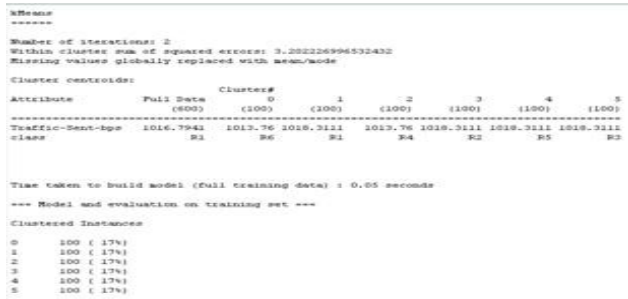 kMeans
======
Number of iterations: 2
Within cluster sum of squared errors: 3.202226996532432
Missing values globally replaced with mean/mode
Cluster centroids:
Cluster#
Attribute Full Data 0 1 2 3 4 5
(600) (100) (100) (100) (100) (100) (100)
Traffic-Sent-bps 1016.7941 1013.76 1018.3111 1013.76 1018.3111 1018.3111 1018.3111
class R1 R6 R1 R4 R2 R5 R3
Time taken to build model (full training data) : 0.05 seconds
=== Model and evaluation on training set ===
Clustered Instances
0 100 ( 17%)
1 100 ( 17%)
2 100 ( 17%)
3 100 ( 17%)
4 100 ( 17%)
5 100 ( 17%)